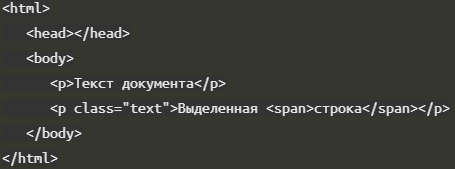 <html>
<head></head>
<body>
<p>Текст документа</p>
<p class="text">Выделенная <span>строка</span></p>
</body>
</html>